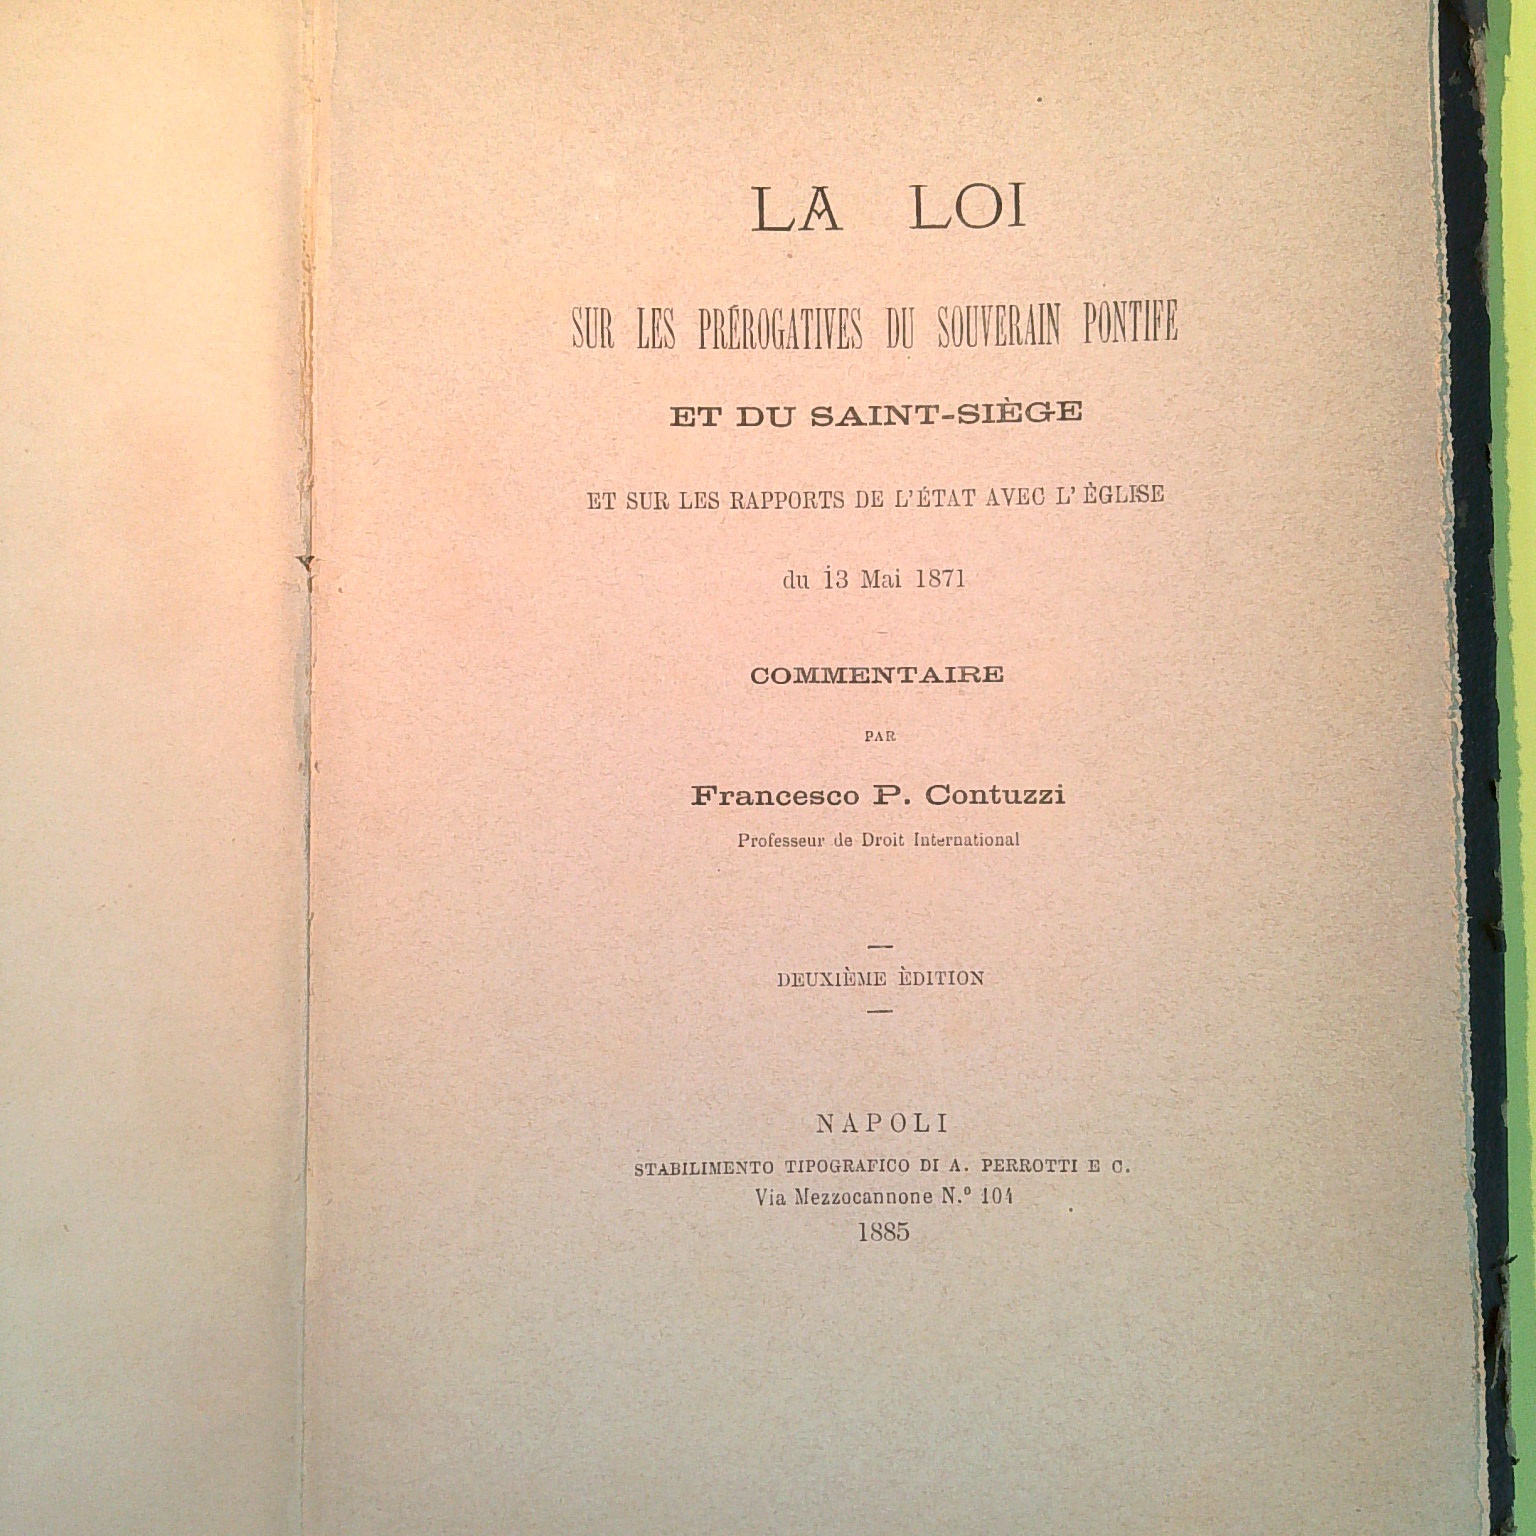 LA LOI
SUR LES PRÉROGATIVES DU SOUVERAIN PONTIFE
ET DU SAINT-SIÈGE
ET SUR LES RAPPORTS DE L'ÉTAT AVEC L' ÈGLISE
du 13 Mai 1871
COMMENTAIRE
PAR
Francesco P. Contuzzi
Professeur de Droit International
DEUXIÈME ÈDITION
NAPOLI
STABILIMENTO TIPOGRAFICO DI A. PERROTTI E C.
Via Mezzocannone N.º 104
1885